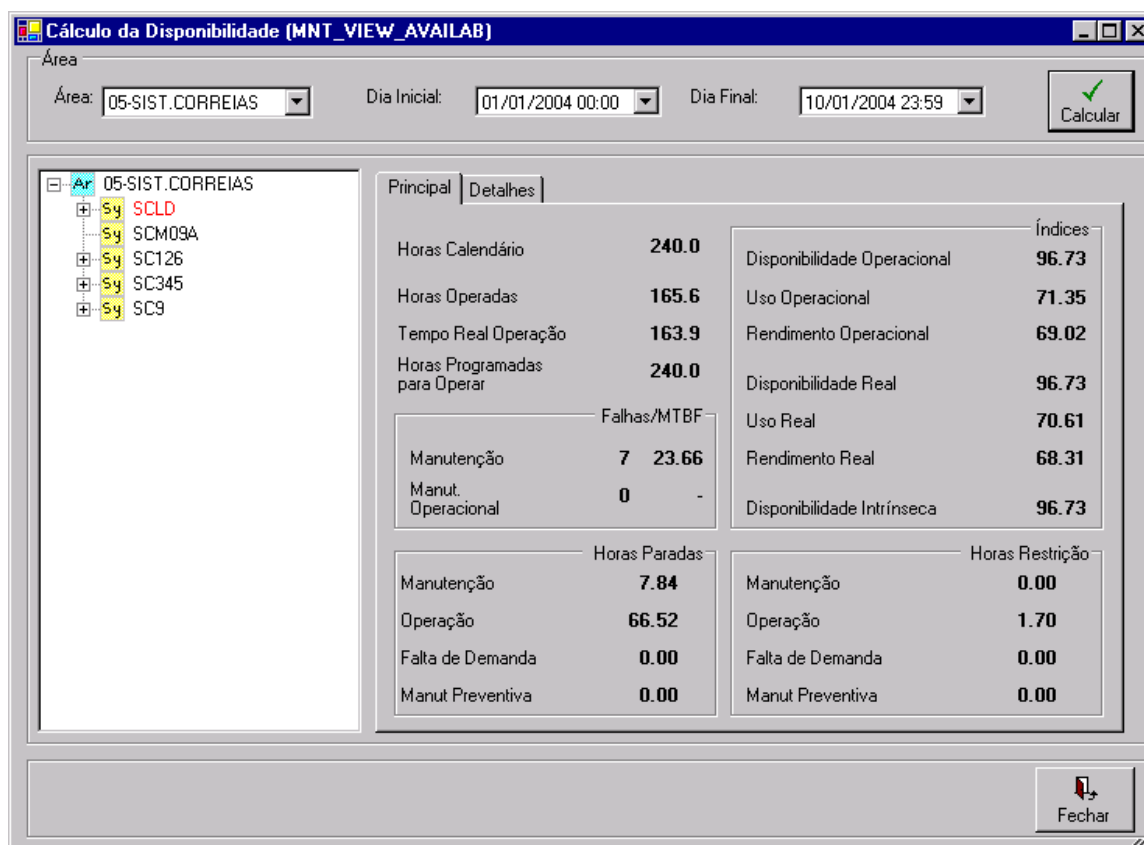 Cálculo da Disponibilidade (MNT_VIEW_AVAILAB)
Área
Área: 05-SIST.CORREIAS Dia Inicial: 01/01/2004 00:00 Dia Final: 10/01/2004 23:59 Calcular
Ar 05-SIST.CORREIAS
Sy SCLD
Sy SCM09A
Sy SC126
Sy SC345
Sy SC9
Principal Detalhes
Horas Calendário 240.0
Horas Operadas 165.6
Tempo Real Operação 163.9
Horas Programadas
para Operar 240.0
Falhas/MTBF
Manutenção 7 23.66
Manut.
Operacional 0 -
Índices
Disponibilidade Operacional 96.73
Uso Operacional 71.35
Rendimento Operacional 69.02
Disponibilidade Real 96.73
Uso Real 70.61
Rendimento Real 68.31
Disponibilidade Intrínseca 96.73
Horas Paradas
Manutenção 7.84
Operação 66.52
Falta de Demanda 0.00
Manut Preventiva 0.00
Horas Restrição
Manutenção 0.00
Operação 1.70
Falta de Demanda 0.00
Manut Preventiva 0.00
Fechar